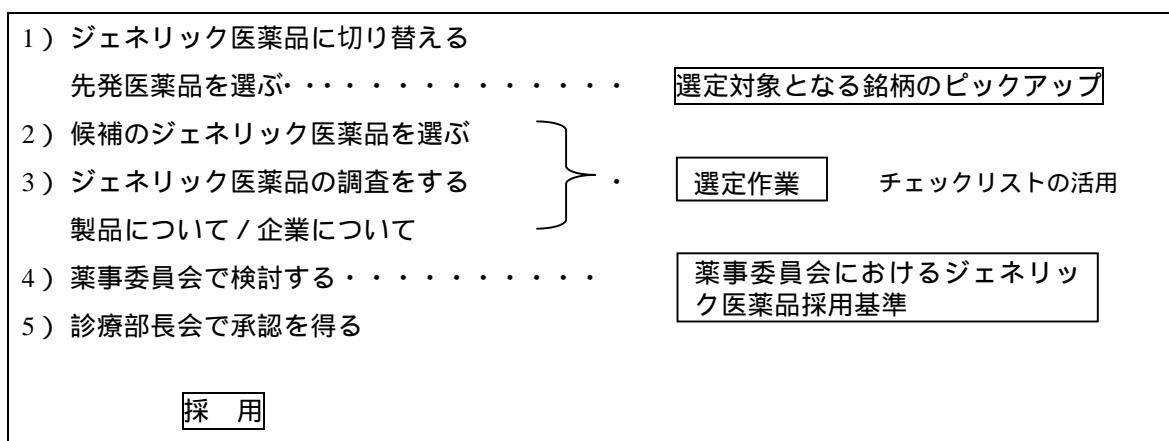 1）ジェネリック医薬品に切り替える
先発医薬品を選ぶ・・・・・・・・・・・・・・ 選定対象となる銘柄のピックアップ
2）候補のジェネリック医薬品を選ぶ
3）ジェネリック医薬品の調査をする ・ 選定作業 チェックリストの活用
製品について / 企業について
4）薬事委員会で検討する・・・・・・・・・・ 薬事委員会におけるジェネリッ
ク医薬品採用基準
5）診療部長会で承認を得る
採　用